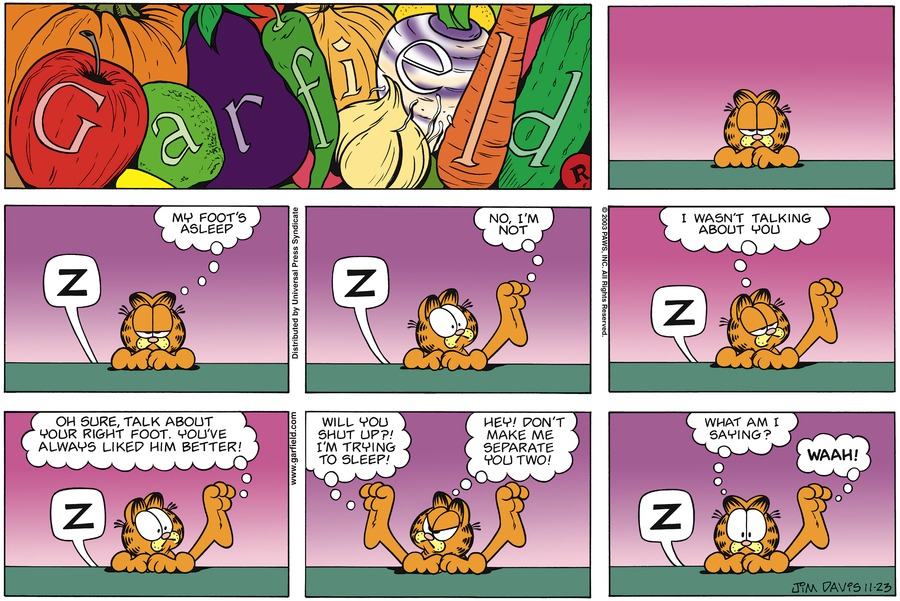 Garfield
R
MY FOOT'S
ASLEEP
Z
Distributed by Universal Press Syndicate
NO, I'M
NOT
Z
© 2003 PAWS, INC. All Rights Reserved.
I WASN'T TALKING
ABOUT YOU
Z
OH SURE, TALK ABOUT
YOUR RIGHT FOOT. YOU'VE
ALWAYS LIKED HIM BETTER!
Z
www.garfield.com
WILL YOU
SHUT UP?!
I'M TRYING
TO SLEEP!
HEY! DON'T
MAKE ME
SEPARATE
YOU TWO!
WHAT AM I
SAYING?
WAAH!
Z
JIM DAVIS 11-23